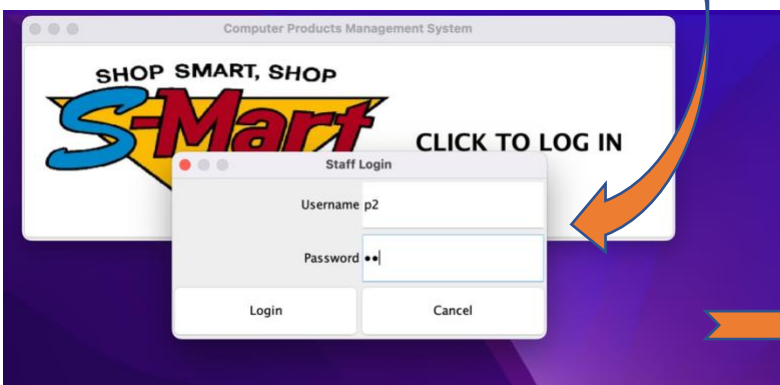 Computer Products Management System
SHOP SMART, SHOP
S-Mart
CLICK TO LOG IN
Staff Login
Username p2
Password ••
Login Cancel